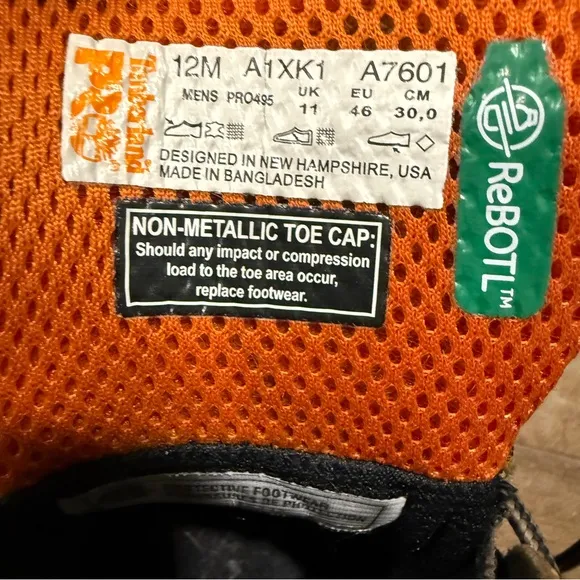 Timberland
PRO
12M A1XK1 A7601
MENS PRO495 UK EU CM
11 46 30,0
DESIGNED IN NEW HAMPSHIRE, USA
MADE IN BANGLADESH
ReBOTL™
NON-METALLIC TOE CAP:
Should any impact or compression
load to the toe area occur,
replace footwear.
FOOTWEAR